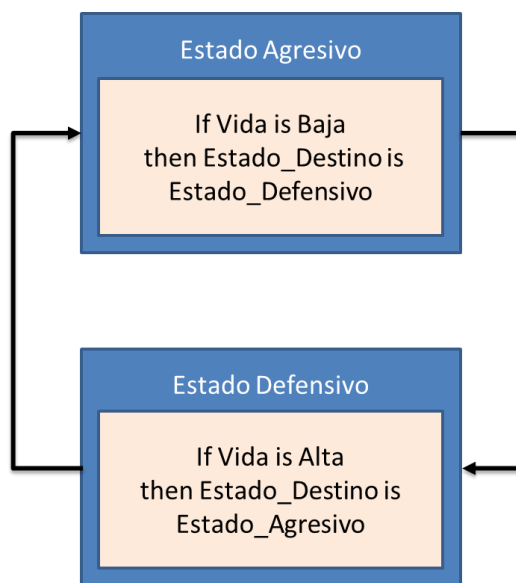 Estado Agresivo
If Vida is Baja
then Estado_Destino is
Estado_Defensivo
Estado Defensivo
If Vida is Alta
then Estado_Destino is
Estado_Agresivo